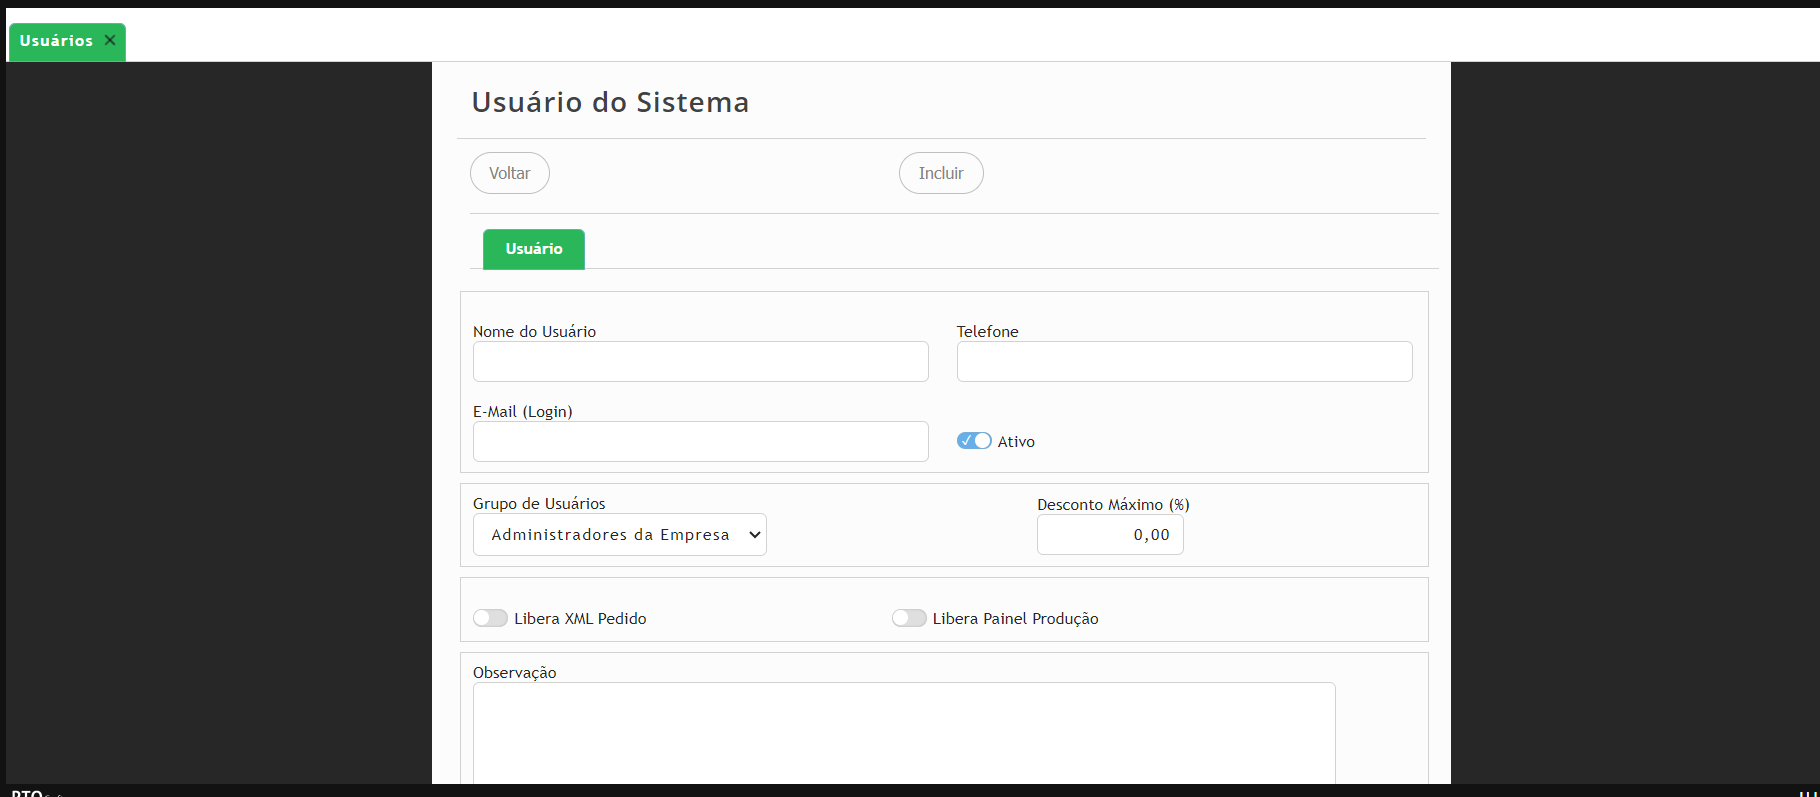 Usuários
Usuário do Sistema
Voltar
Incluir
Usuário
Nome do Usuário
Telefone
E-Mail (Login)
Ativo
Grupo de Usuários
Desconto Máximo (%)
Administradores da Empresa
0,00
Libera XML Pedido
Libera Painel Produção
Observação